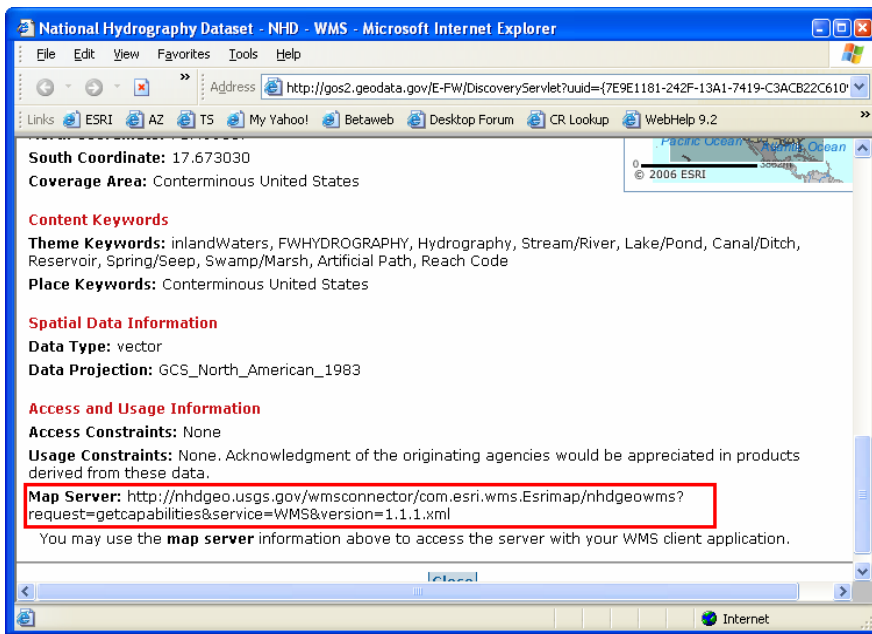 National Hydrography Dataset - NHD - WMS - Microsoft Internet Explorer
File Edit View Favorites Tools Help
» Address http://gos2.geodata.gov/E-FW/DiscoveryServlet?uuid={7E9E1181-242F-13A1-7419-C3ACB22C610
Links ESRI AZ TS My Yahoo! Betaweb Desktop Forum CR Lookup WebHelp 9.2 »
South Coordinate: 17.673030
Coverage Area: Conterminous United States
Pacific Ocean Atlantic Ocean
0
© 2006 ESRI
Content Keywords
Theme Keywords: inlandWaters, FWHYDROGRAPHY, Hydrography, Stream/River, Lake/Pond, Canal/Ditch,
Reservoir, Spring/Seep, Swamp/Marsh, Artificial Path, Reach Code
Place Keywords: Conterminous United States
Spatial Data Information
Data Type: vector
Data Projection: GCS_North_American_1983
Access and Usage Information
Access Constraints: None
Usage Constraints: None. Acknowledgment of the originating agencies would be appreciated in products
derived from these data.
Map Server: http://nhdgeo.usgs.gov/wmsconnector/com.esri.wms.Esrimap/nhdgeowms?
request=getcapabilities&service=WMS&version=1.1.1.xml
You may use the map server information above to access the server with your WMS client application.
Close
Internet